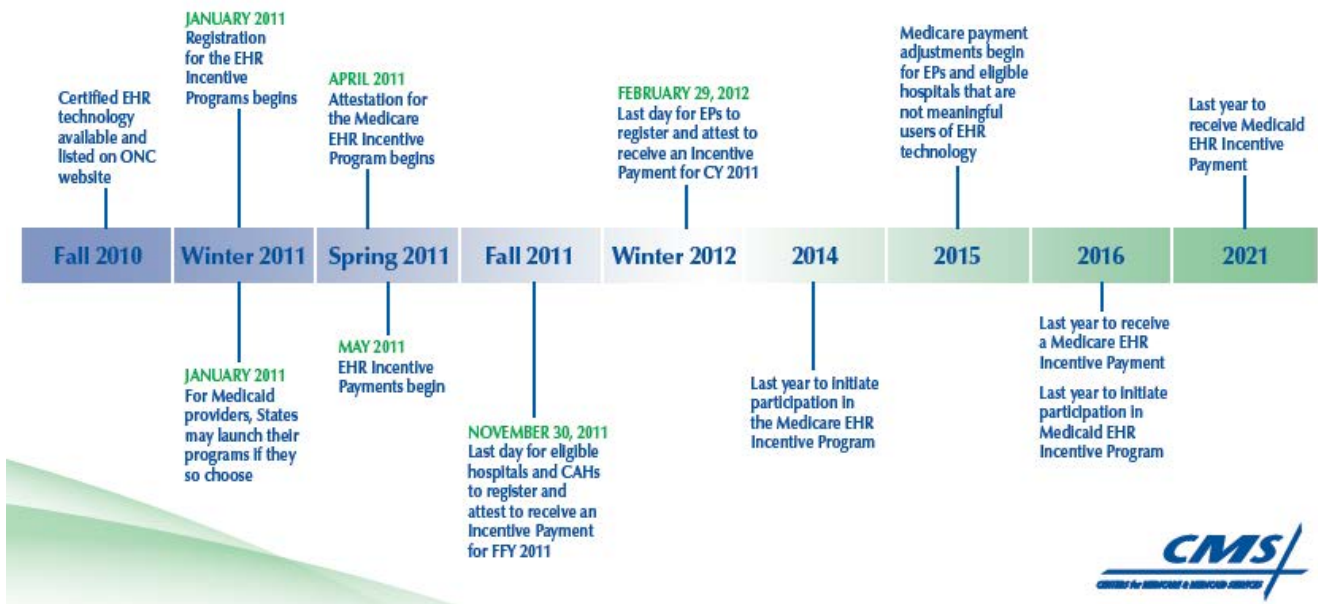 Certified EHR
technology
available and
listed on ONC
website
JANUARY 2011
Registration
for the EHR
Incentive
Programs begins
APRIL 2011
Attestation for
the Medicare
EHR Incentive
Program begins
FEBRUARY 29, 2012
Last day for EPs to
register and attest to
receive an Incentive
Payment for CY 2011
Medicare payment
adjustments begin
for EPs and eligible
hospitals that are
not meaningful
users of EHR
technology
Last year to
receive Medicaid
EHR Incentive
Payment
Fall 2010 Winter 2011 Spring 2011 Fall 2011 Winter 2012 2014 2015 2016 2021
JANUARY 2011
For Medicaid
providers, States
may launch their
programs if they
so choose
MAY 2011
EHR Incentive
Payments begin
NOVEMBER 30, 2011
Last day for eligible
hospitals and CAHs
to register and
attest to receive an
Incentive Payment
for FFY 2011
Last year to initiate
participation in
the Medicare EHR
Incentive Program
Last year to receive
a Medicare EHR
Incentive Payment
Last year to initiate
participation in
Medicaid EHR
Incentive Program
CMS
CENTERS for MEDICARE & MEDICAID SERVICES